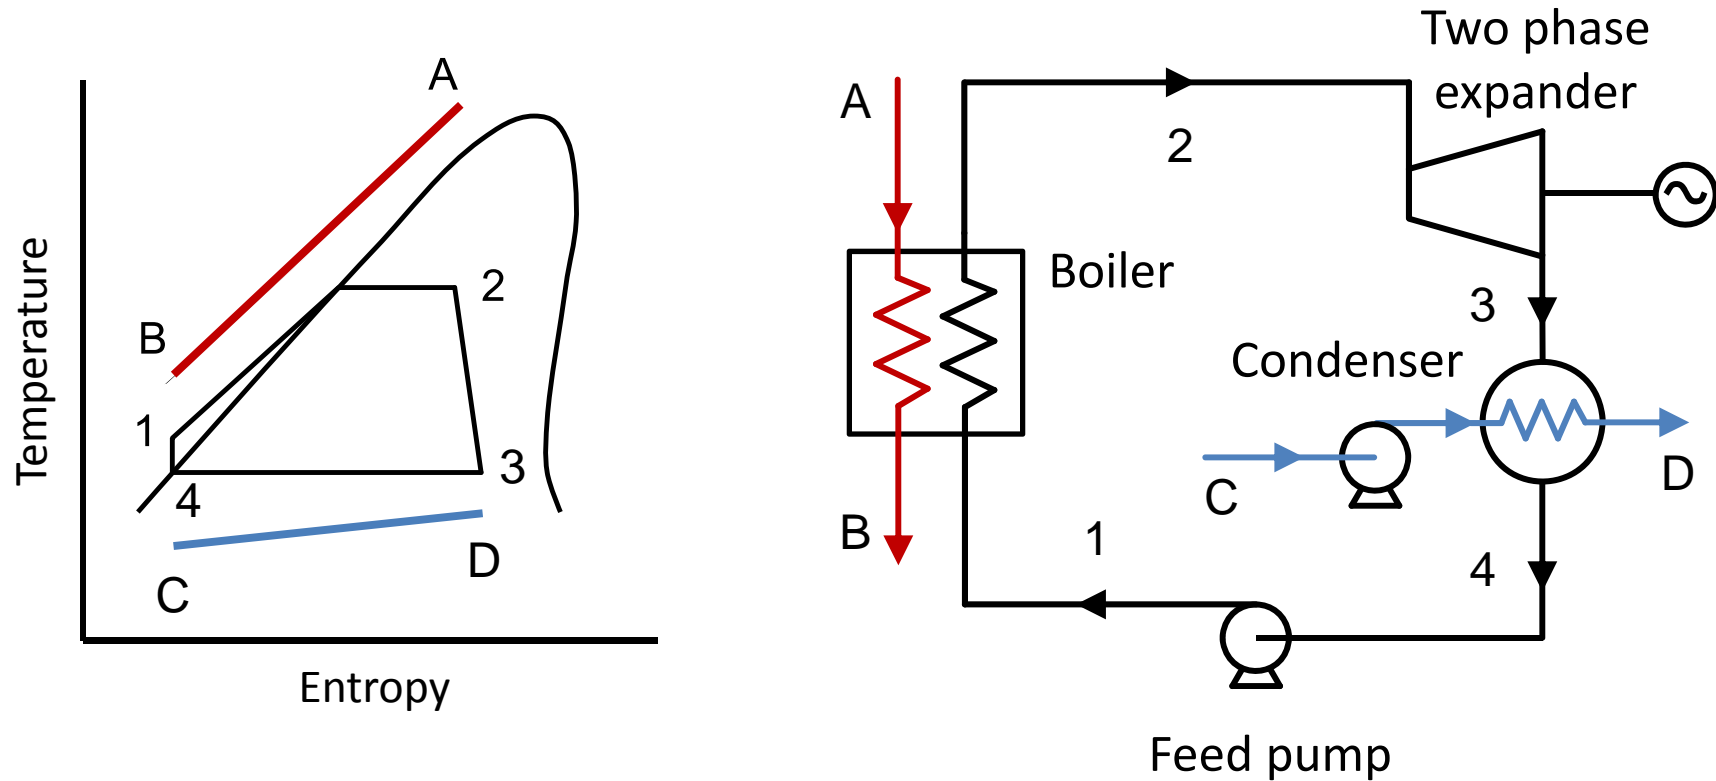 A
B
1
2
3
4
C
D
Temperature
Entropy
Two phase
expander
A
2
Boiler
3
Condenser
C
D
B
1
4
Feed pump